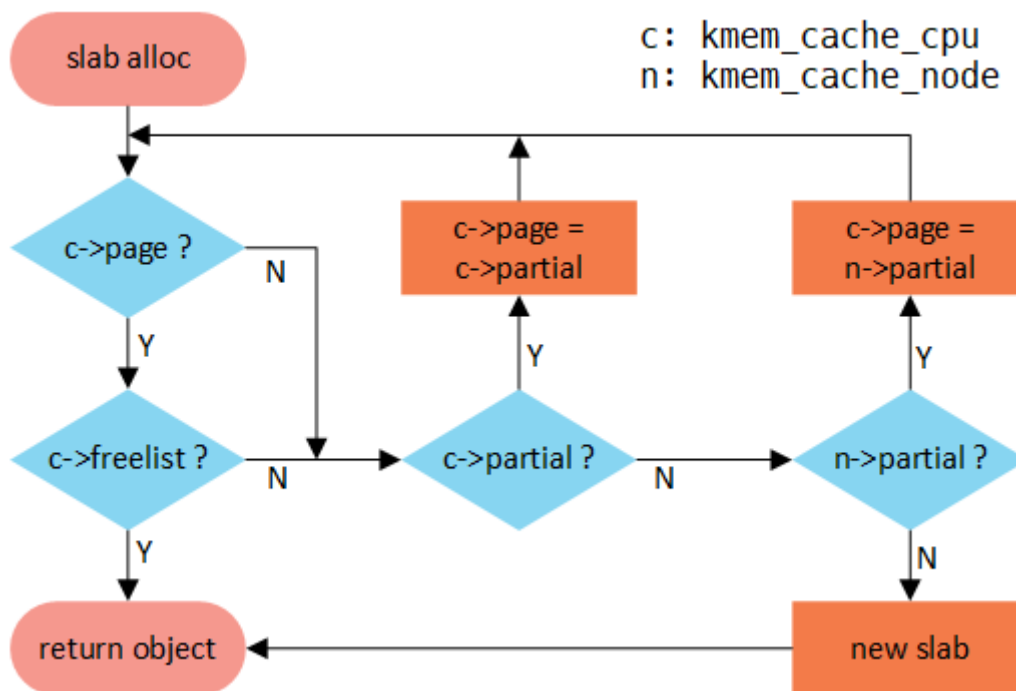 slab alloc
c: kmem_cache_cpu
n: kmem_cache_node
c->page ?
N
Y
c->page =
c->partial
c->page =
n->partial
Y
Y
c->freelist ?
N
c->partial ?
N
n->partial ?
Y
N
return object
new slab